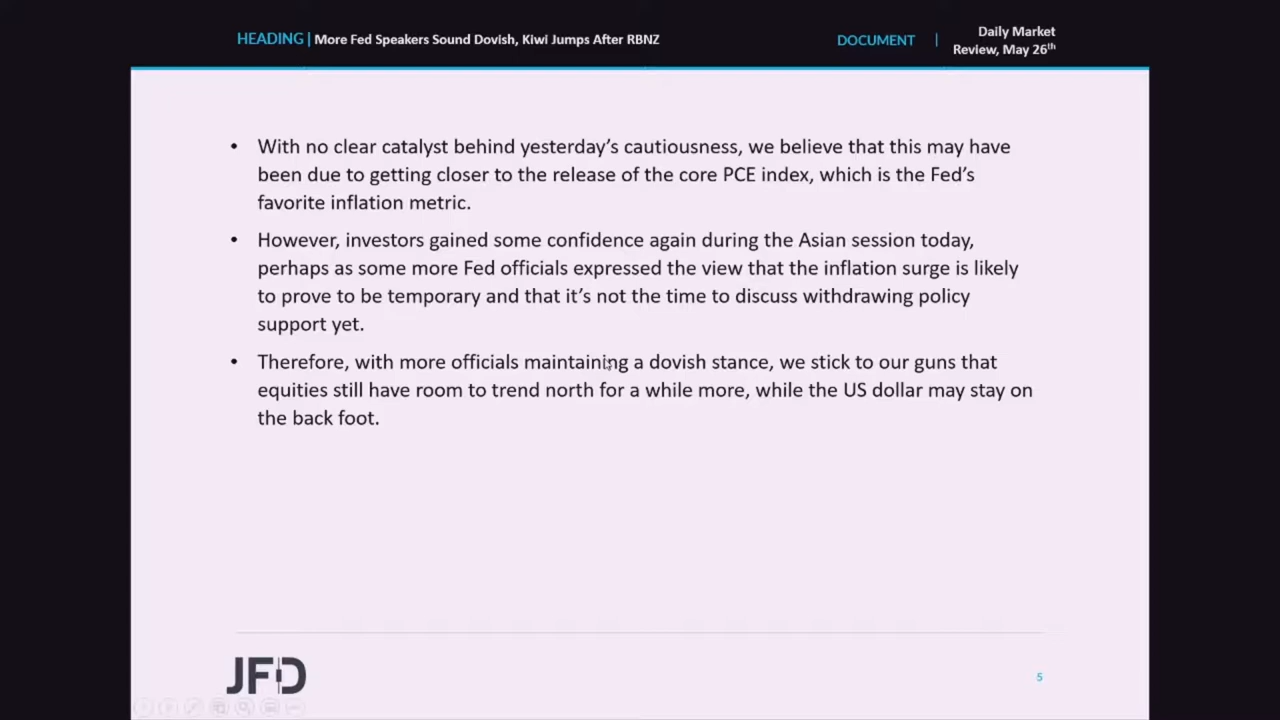 HEADING | More Fed Speakers Sound Dovish, Kiwi Jumps After RBNZ
DOCUMENT | Daily Market
Review, May 26th
• With no clear catalyst behind yesterday's cautiousness, we believe that this may have
been due to getting closer to the release of the core PCE index, which is the Fed's
favorite inflation metric.
• However, investors gained some confidence again during the Asian session today,
perhaps as some more Fed officials expressed the view that the inflation surge is likely
to prove to be temporary and that it's not the time to discuss withdrawing policy
support yet.
• Therefore, with more officials maintaining a dovish stance, we stick to our guns that
equities still have room to trend north for a while more, while the US dollar may stay on
the back foot.
JFD
5